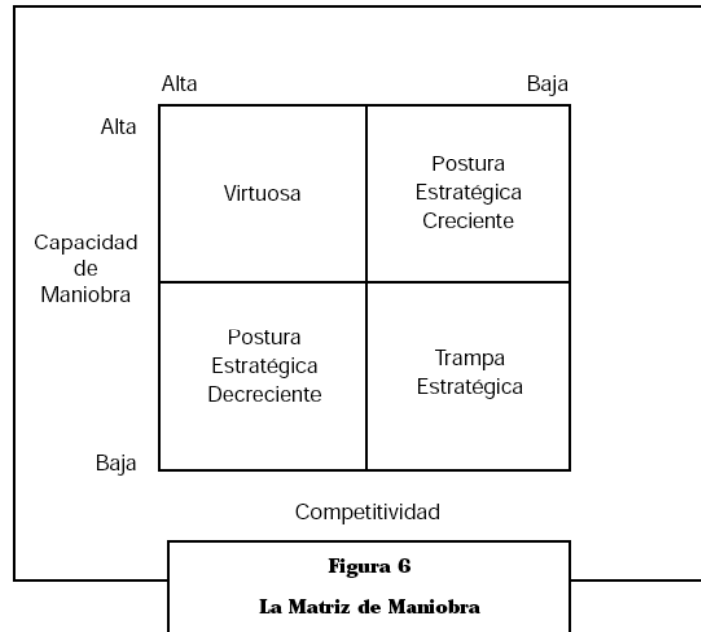 Alta
Baja
Alta
Virtuosa
Postura
Estratégica
Creciente
Capacidad
de
Maniobra
Postura
Estratégica
Decreciente
Trampa
Estratégica
Baja
Competitividad
Figura 6
La Matriz de Maniobra